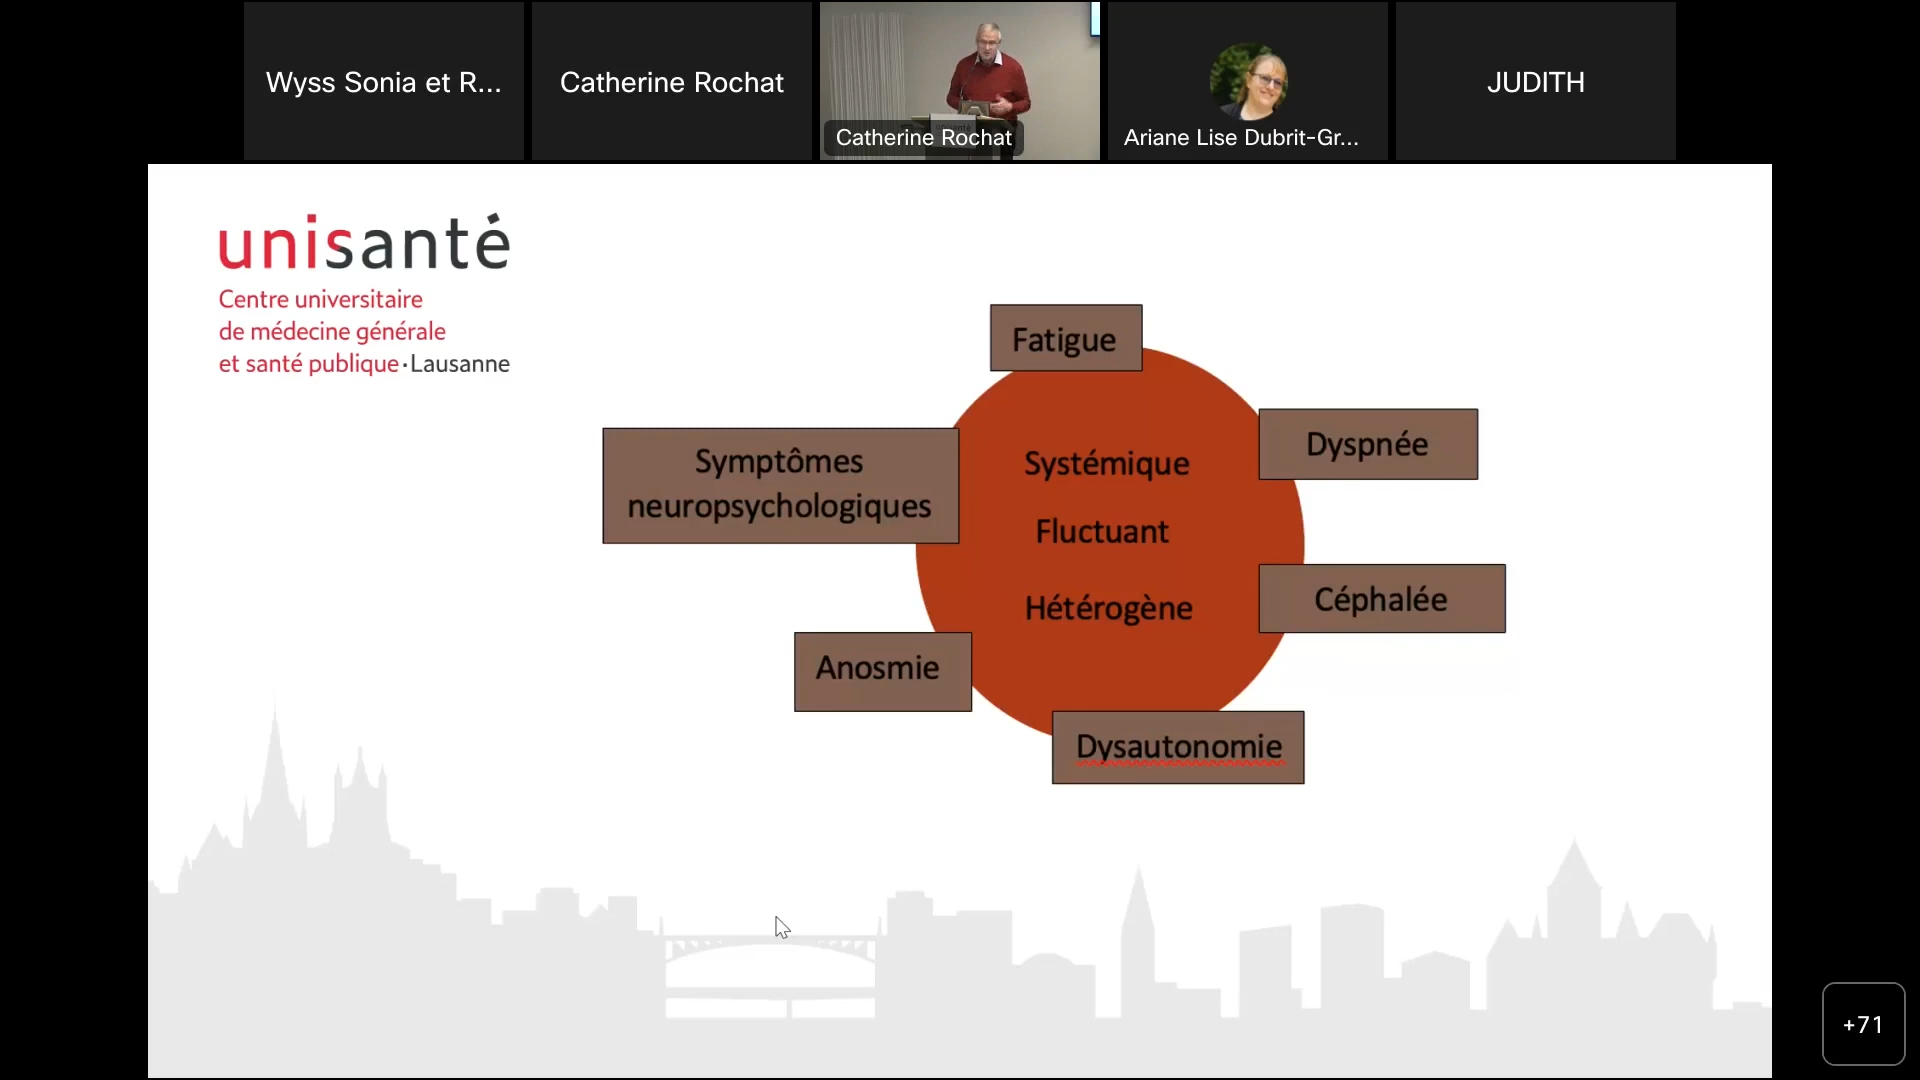 Wyss Sonia et R...
Catherine Rochat
Catherine Rochat
Ariane Lise Dubrit-Gr...
JUDITH
unisanté
Centre universitaire
de médecine générale
et santé publique · Lausanne
Fatigue
Dyspnée
Symptômes
neuropsychologiques
Systémique
Fluctuant
Hétérogène
Céphalée
Anosmie
Dysautonomie
+71